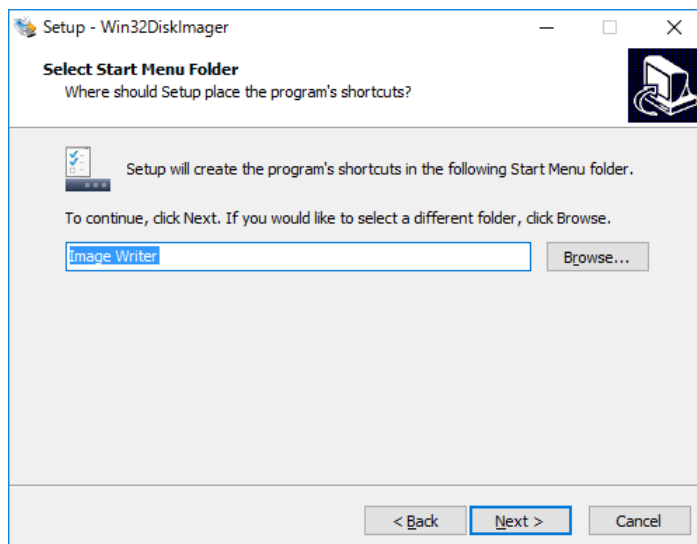 Setup - Win32DiskImager
Select Start Menu Folder
Where should Setup place the program's shortcuts?
Setup will create the program's shortcuts in the following Start Menu folder.
To continue, click Next. If you would like to select a different folder, click Browse.
Image Writer
Browse...
< Back
Next >
Cancel